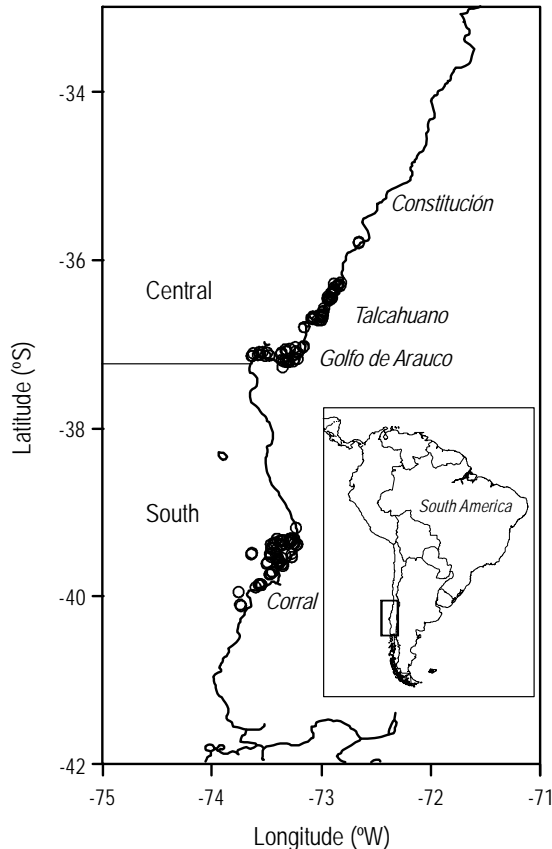 -34
Constitución
-36
Central
Talcahuano
Golfo de Arauco
Latitude (ºS)
-38
South America
South
Corral
-40
-42
-75
-74
-73
-72
-71
Longitude (ºW)